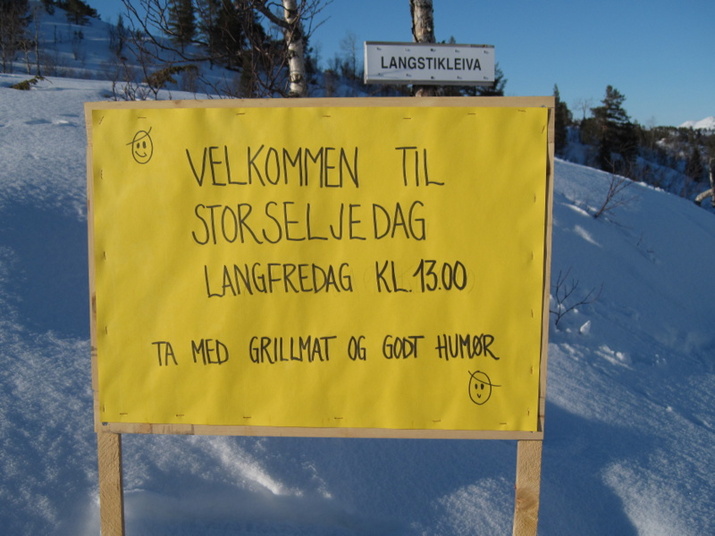 LANGSTIKLEIVA
VELKOMMEN TIL
STORSELJEDAG
LANGFREDAG KL. 13.00
TA MED GRILLMAT OG GODT HUMØR